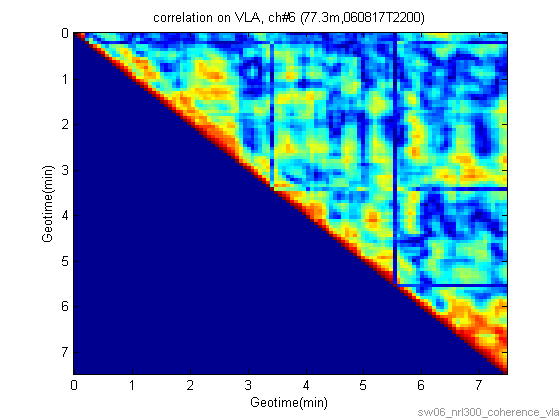 correlation on VLA, ch#6 (77.3m,060817T2200)
0
1
2
3
4
5
6
7
Geotime(min)
0 1 2 3 4 5 6 7
Geotime(min)
sw06_nrl300_coherence_vla